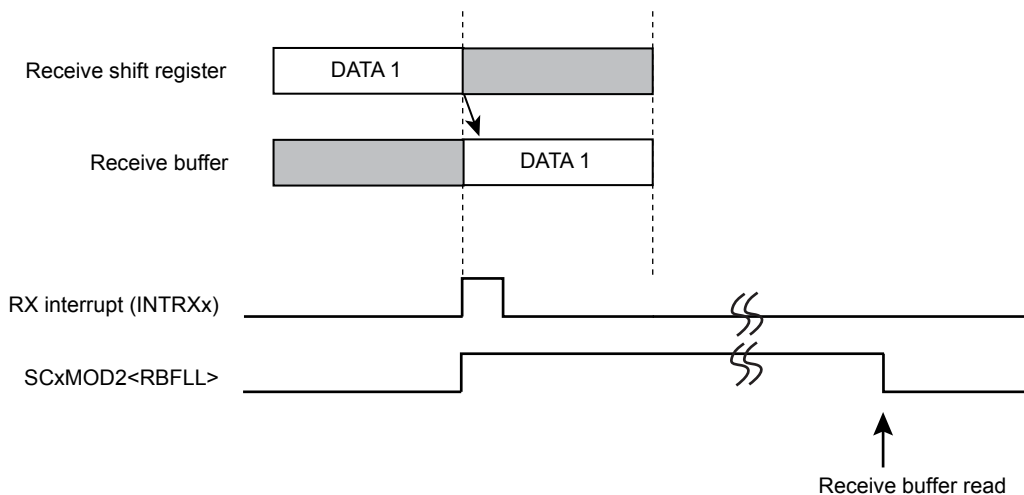 Receive shift register
DATA 1
Receive buffer
DATA 1
RX interrupt (INTRXx)
SCxMOD2<RBFLL>
Receive buffer read